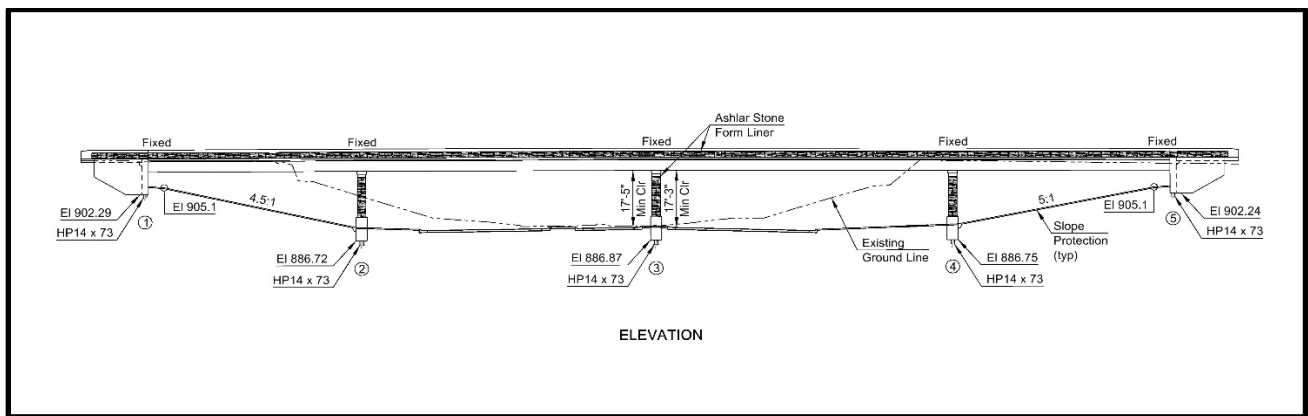 Ashlar Stone
Form Liner
Fixed
Fixed
Fixed
Fixed
Fixed
4.5:1
17'-5"
Min Clr
17'-3"
Min Clr
5:1
El 902.29
HP14 x 73
1
El 905.1
El 886.72
HP14 x 73
2
El 886.87
HP14 x 73
3
Existing
Ground Line
El 886.75
HP14 x 73
4
Slope
Protection
(typ)
El 905.1
5
El 902.24
HP14 x 73
ELEVATION